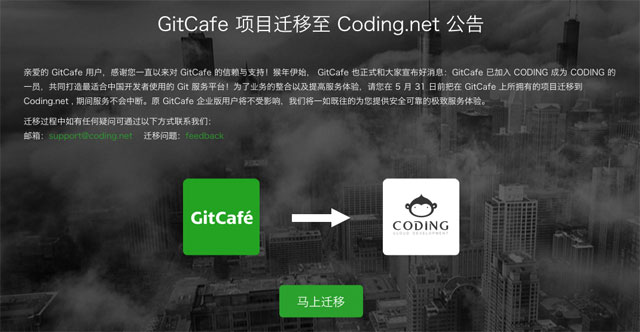 GitCafe 项目迁移至 Coding.net 公告
亲爱的 GitCafe 用户，感谢您一直以来对 GitCafe 的信赖与支持！猴年伊始， GitCafe 也正式和大家宣布好消息：GitCafe 已加入 CODING 成为 CODING 的
一员，共同打造最适合中国开发者使用的 Git 服务平台！为了业务的整合以及提高服务体验，请您在 5 月 31 日前把在 GitCafe 上所拥有的项目迁移到
Coding.net , 期间服务不会中断。原 GitCafe 企业版用户将不受影响，我们将一如既往的为您提供安全可靠的极致服务体验。
迁移过程中如有任何疑问可通过以下方式联系我们：
邮箱：support@coding.net 迁移问题：feedback
GitCafé
CODING
CLOUD DEVELOPMENT
马上迁移